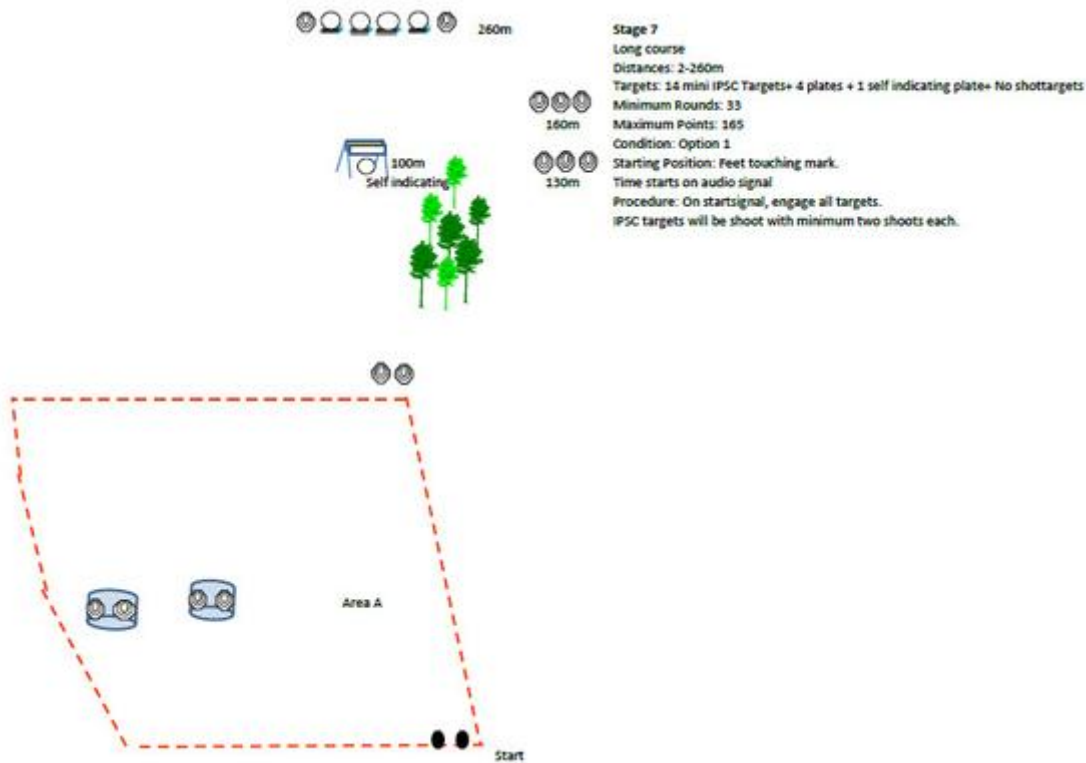 260m
Stage 7
Long course
Distances: 2-260m
Targets: 14 mini IPSC Targets+ 4 plates + 1 self indicating plate+ No shottargets
Minimum Rounds: 33
160m
Maximum Points: 165
Condition: Option 1
100m
Starting Position: Feet touching mark.
Self indicating
130m
Time starts on audio signal
Procedure: On startsignal, engage all targets.
IPSC targets will be shoot with minimum two shoots each.
Area A
Start